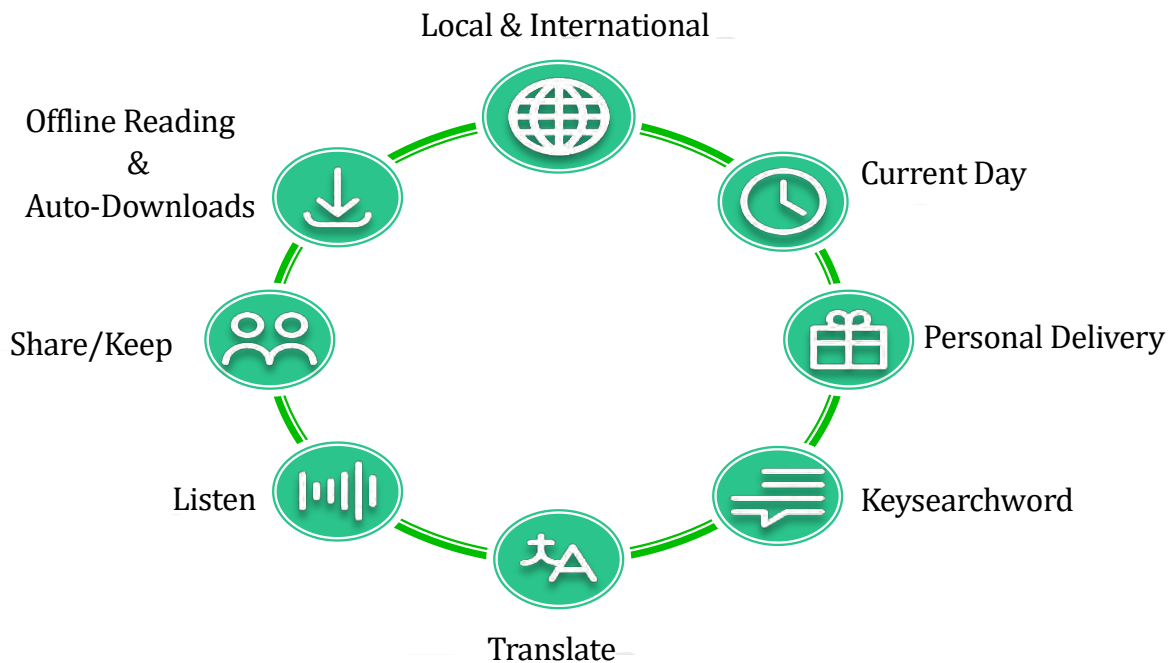 Local & International
Offline Reading
&
Auto-Downloads
Current Day
Share/Keep
Personal Delivery
Listen
Keysearchword
Translate